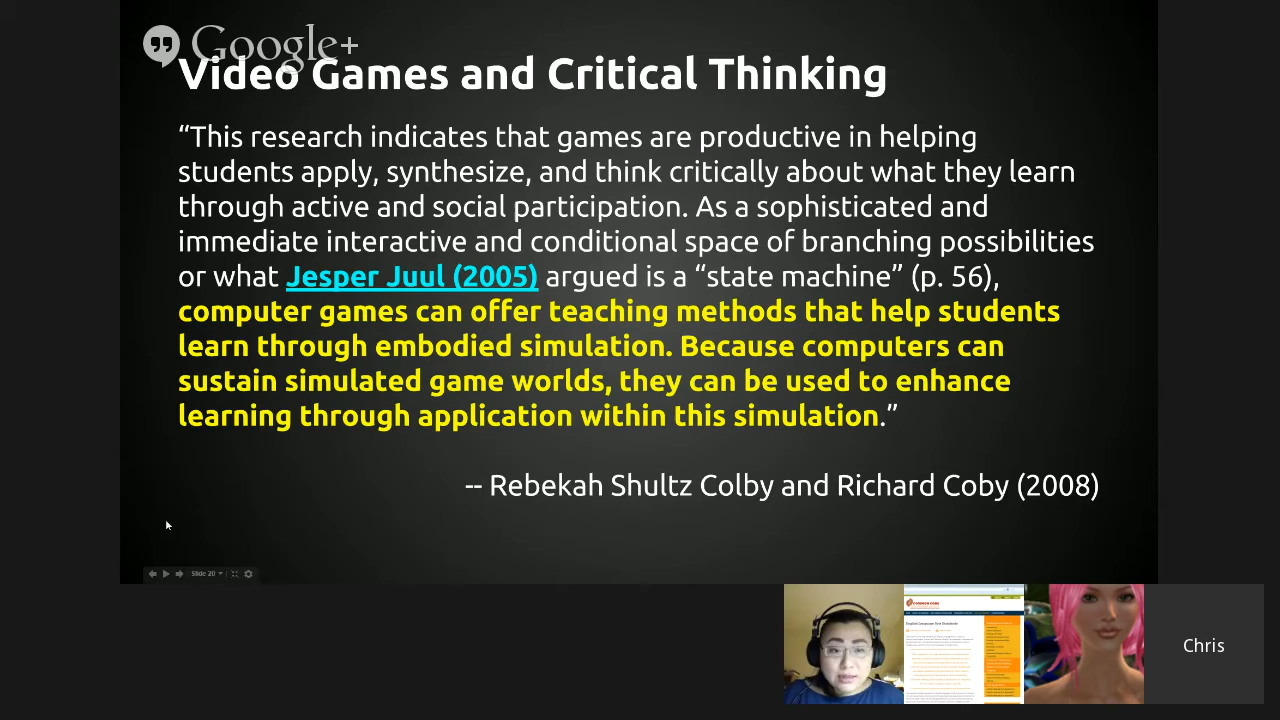 Google+
Video Games and Critical Thinking
“This research indicates that games are productive in helping
students apply, synthesize, and think critically about what they learn
through active and social participation. As a sophisticated and
immediate interactive and conditional space of branching possibilities
or what Jesper Juul (2005) argued is a “state machine” (p. 56),
computer games can offer teaching methods that help students
learn through embodied simulation. Because computers can
sustain simulated game worlds, they can be used to enhance
learning through application within this simulation.”
-- Rebekah Shultz Colby and Richard Coby (2008)
Slide 20
English Language Arts Standards
Chris